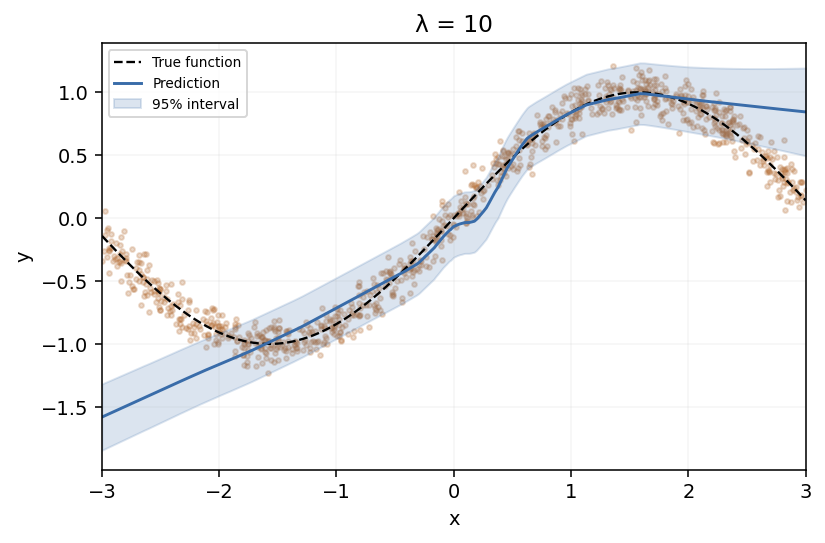 λ = 10
True function
Prediction
95% interval
y
1.0
0.5
0.0
−0.5
−1.0
−1.5
−3 −2 −1 0 1 2 3
x